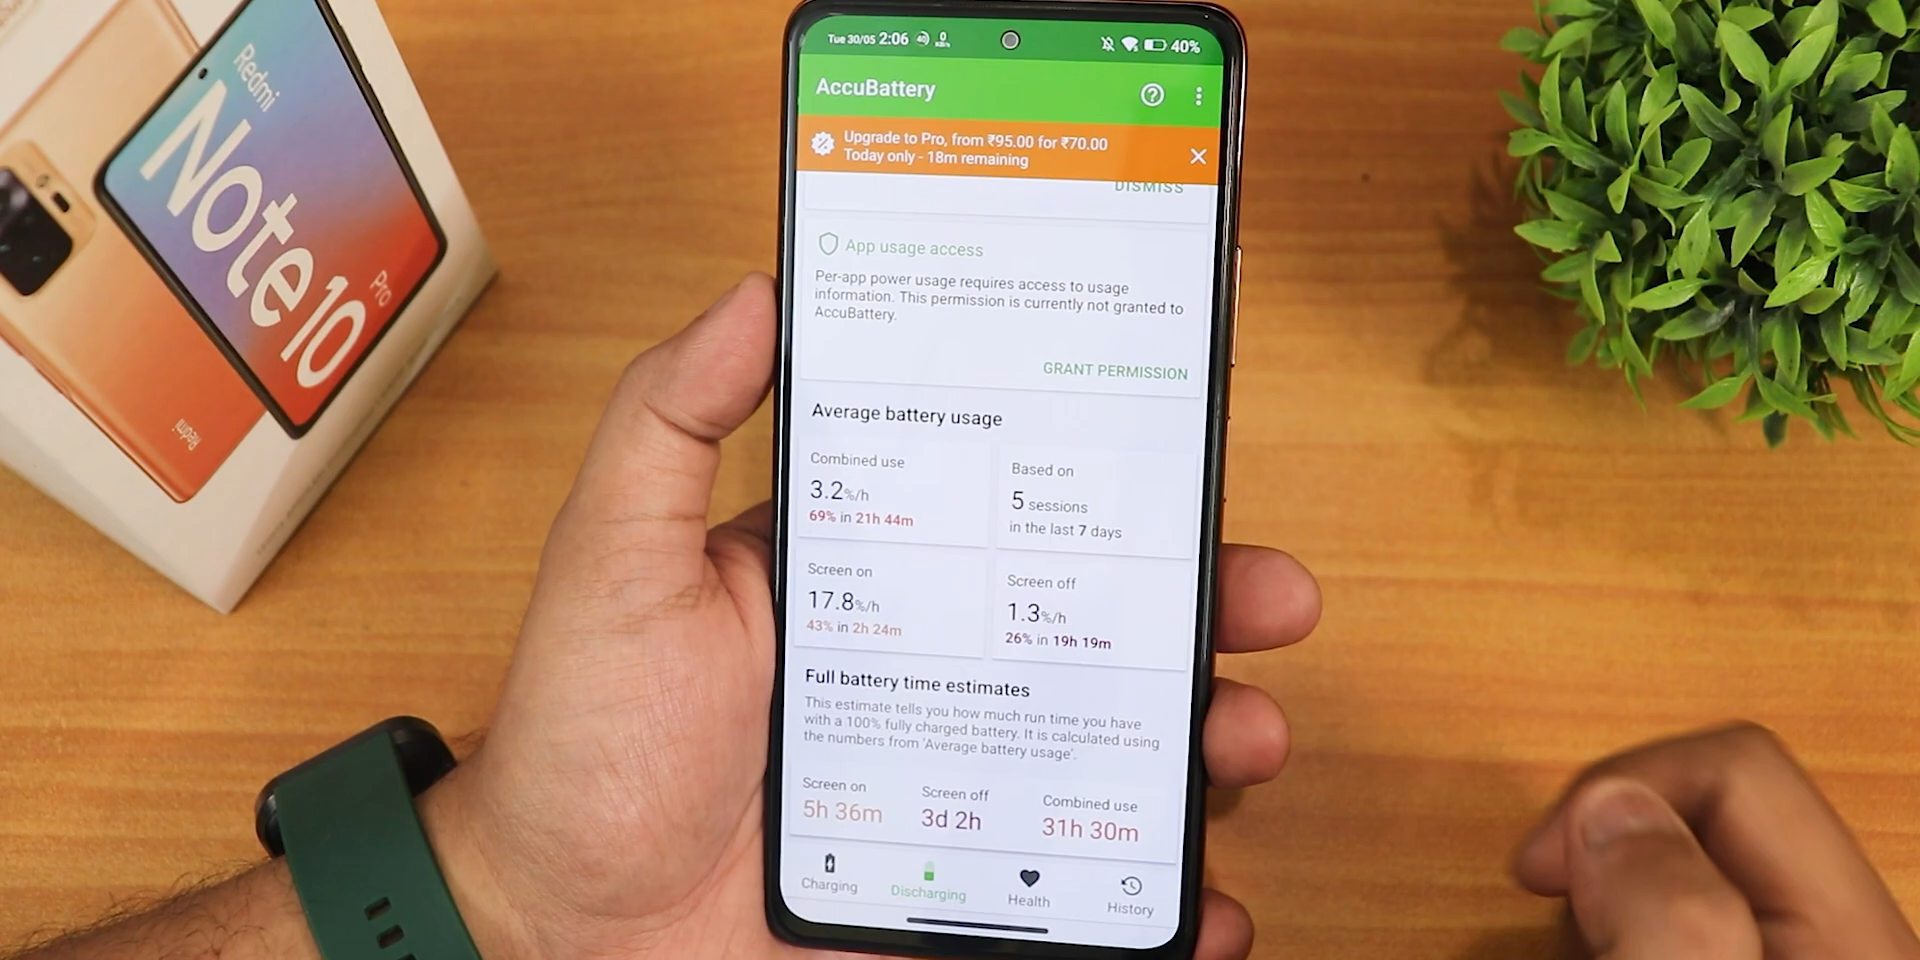 Redmi
Note 10
Pro
Redmi
Tue 30/05 2:06
40
0
KB/s
40%
AccuBattery
Upgrade to Pro, from ₹95.00 for ₹70.00
Today only - 18m remaining
DISMISS
App usage access
Per-app power usage requires access to usage
information. This permission is currently not granted to
AccuBattery.
GRANT PERMISSION
Average battery usage
Combined use
3.2%/h
69% in 21h 44m
Based on
5 sessions
in the last 7 days
Screen on
17.8%/h
43% in 2h 24m
Screen off
1.3%/h
26% in 19h 19m
Full battery time estimates
This estimate tells you how much run time you have
with a 100% fully charged battery. It is calculated using
the numbers from 'Average battery usage'.
Screen on
5h 36m
Screen off
3d 2h
Combined use
31h 30m
Charging
Discharging
Health
History